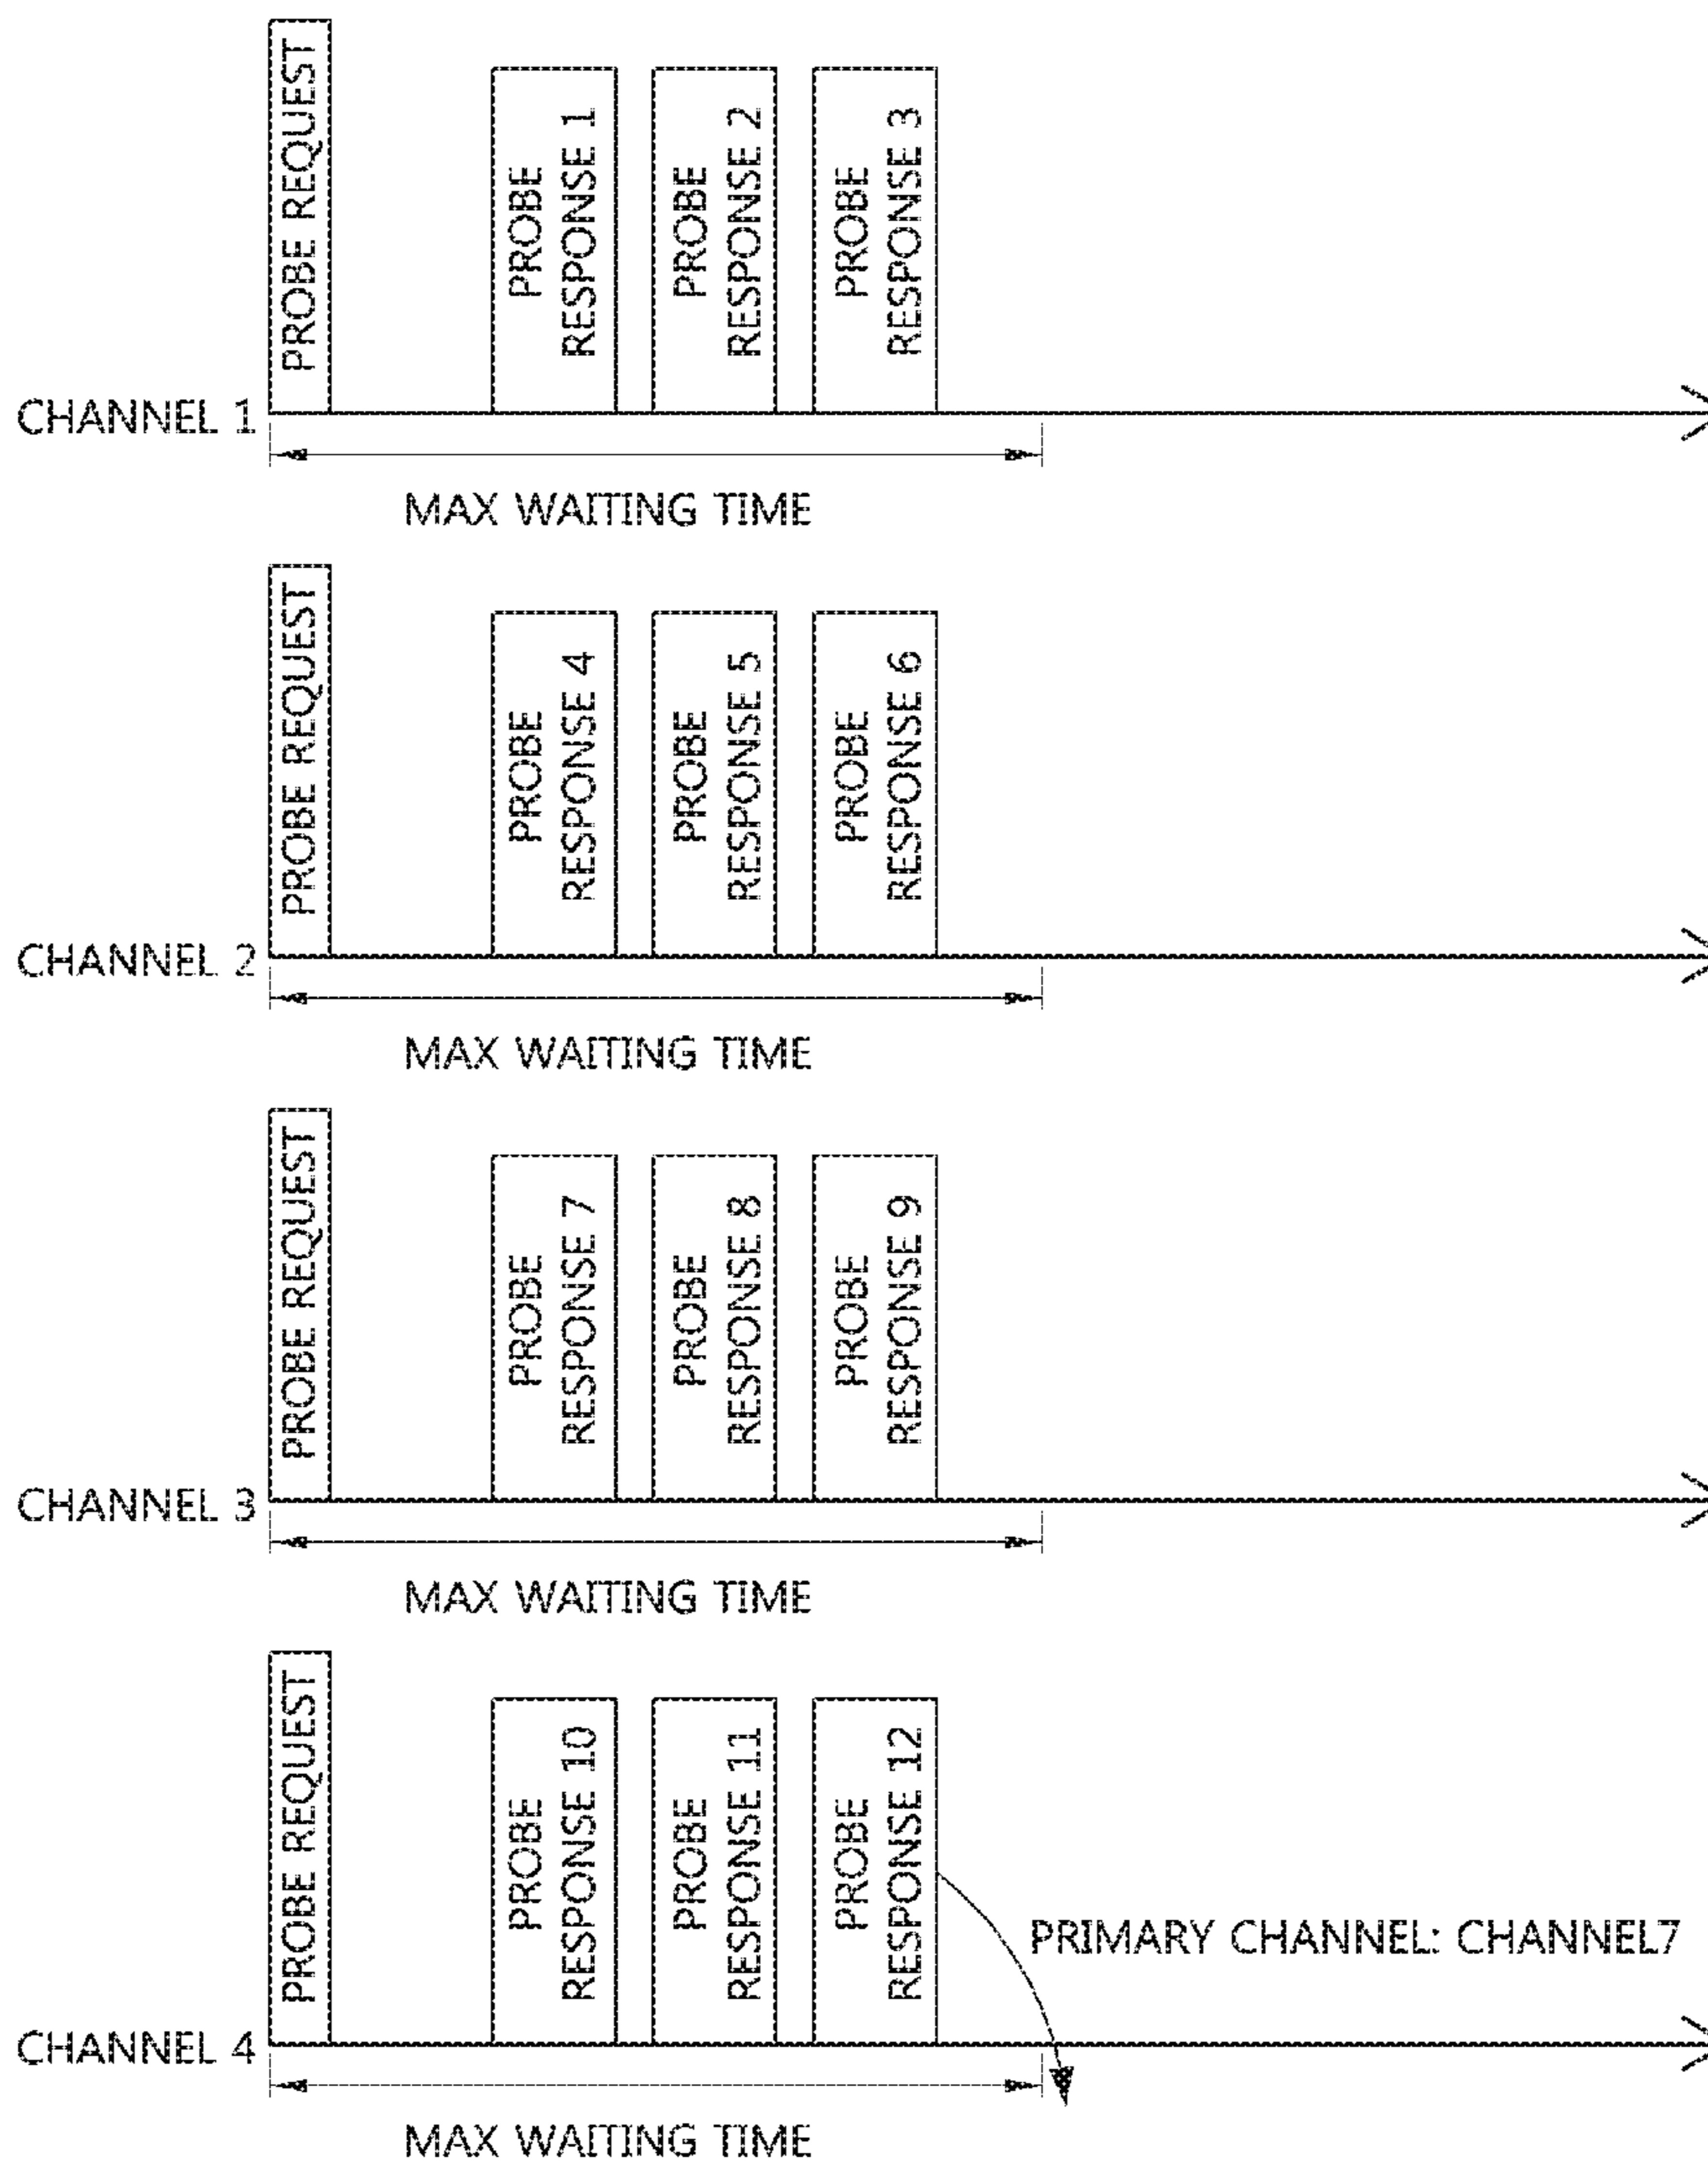 PROBE REQUEST
PROBE
RESPONSE 1
PROBE
RESPONSE 2
PROBE
RESPONSE 3
CHANNEL 1
MAX WAITING TIME
PROBE REQUEST
PROBE
RESPONSE 4
PROBE
RESPONSE 5
PROBE
RESPONSE 6
CHANNEL 2
MAX WAITING TIME
PROBE REQUEST
PROBE
RESPONSE 7
PROBE
RESPONSE 8
PROBE
RESPONSE 9
CHANNEL 3
MAX WAITING TIME
PROBE REQUEST
PROBE
RESPONSE 10
PROBE
RESPONSE 11
PROBE
RESPONSE 12
PRIMARY CHANNEL: CHANNEL7
CHANNEL 4
MAX WAITING TIME